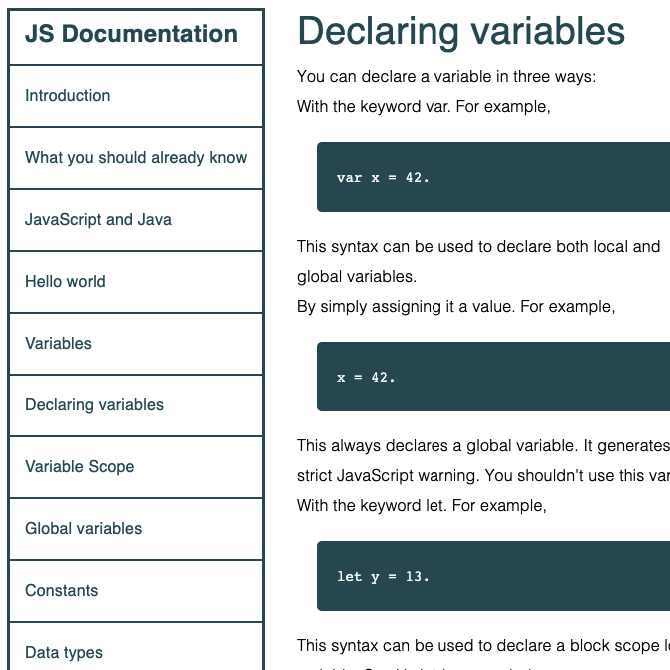 JS Documentation
Introduction
What you should already know
JavaScript and Java
Hello world
Variables
Declaring variables
Variable Scope
Global variables
Constants
Data types
Declaring variables
You can declare a variable in three ways:
With the keyword var. For example,
var x = 42.
This syntax can be used to declare both local and
global variables.
By simply assigning it a value. For example,
x = 42.
This always declares a global variable. It generates
strict JavaScript warning. You shouldn't use this
With the keyword let. For example,
let y = 13.
This syntax can be used to declare a block scope